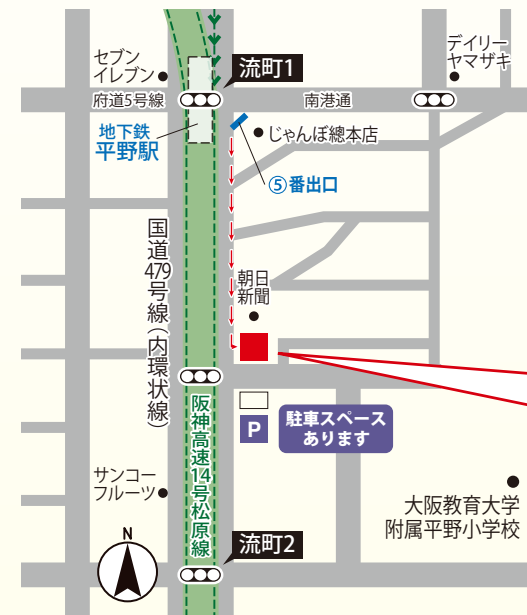 セブン
イレブン
流町1
デイリー
ヤマザキ
府道5号線
南港通
地下鉄
平野駅
じゃんぼ總本店
⑤番出口
国道479号線(内環状線)
朝日
新聞
阪神高速14号松原線
P
駐車スペース
あります
サンコー
フルーツ
大阪教育大学
附属平野小学校
流町2
N